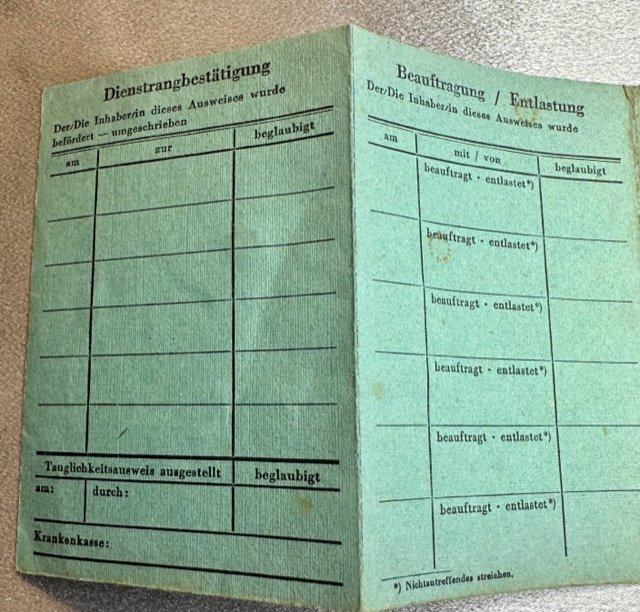 Dienstrangbestätigung
Der/Die Inhaber/in dieses Ausweises wurde
befördert — umgeschrieben
am
zur
beglaubigt
Tauglichkeitsausweis ausgestellt
beglaubigt
am:
durch:
Krankenkasse:
Beauftragung / Entlastung
Der/Die Inhaber/in dieses Ausweises wurde
am
mit / von
beglaubigt
beauftragt - entlastet*)
beauftragt - entlastet*)
beauftragt - entlastet*)
beauftragt - entlastet*)
beauftragt - entlastet*)
beauftragt - entlastet*)
*) Nichtzutreffendes streichen.